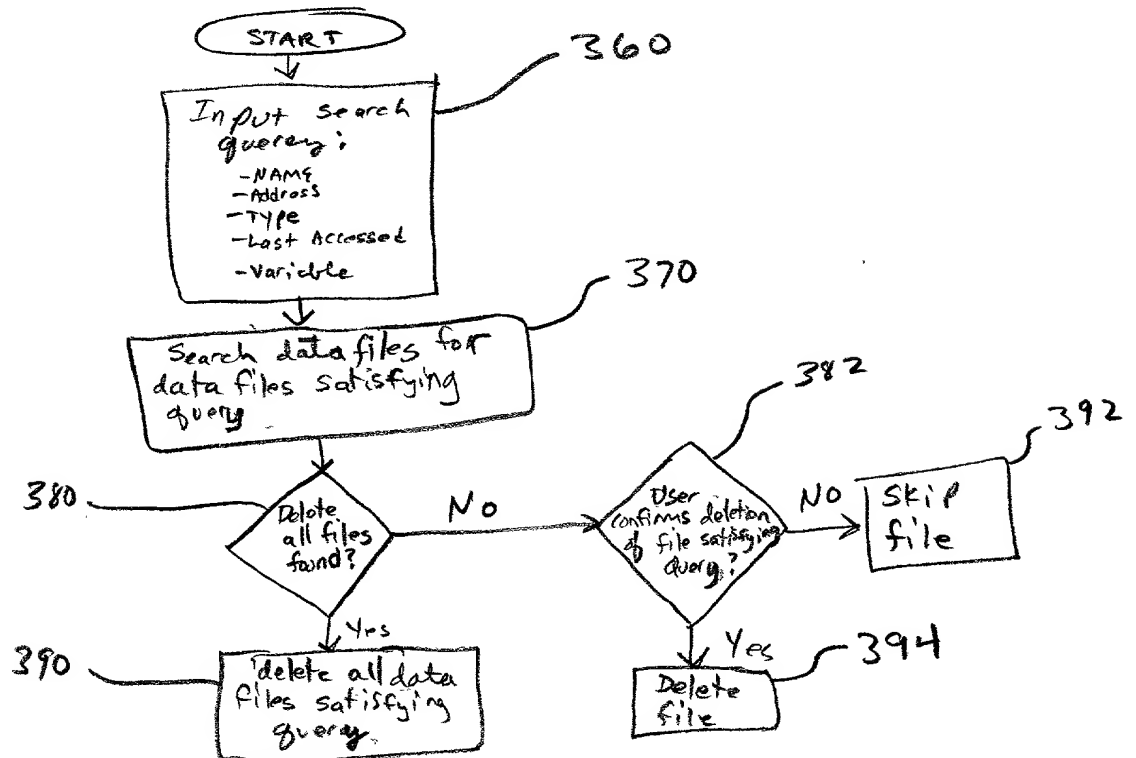 START
360
Input search
querey:
-NAME
-Address
-Type
-Last Accessed
-Variable
370
Search data files for
data files satisfying
query
382
392
380
Delete
all files
found?
No
User
confirms deletion
of file satisfying
query?
NO
Skip
file
Yes
390
delete all data
files satisfying
query.
Yes
394
Delete
file